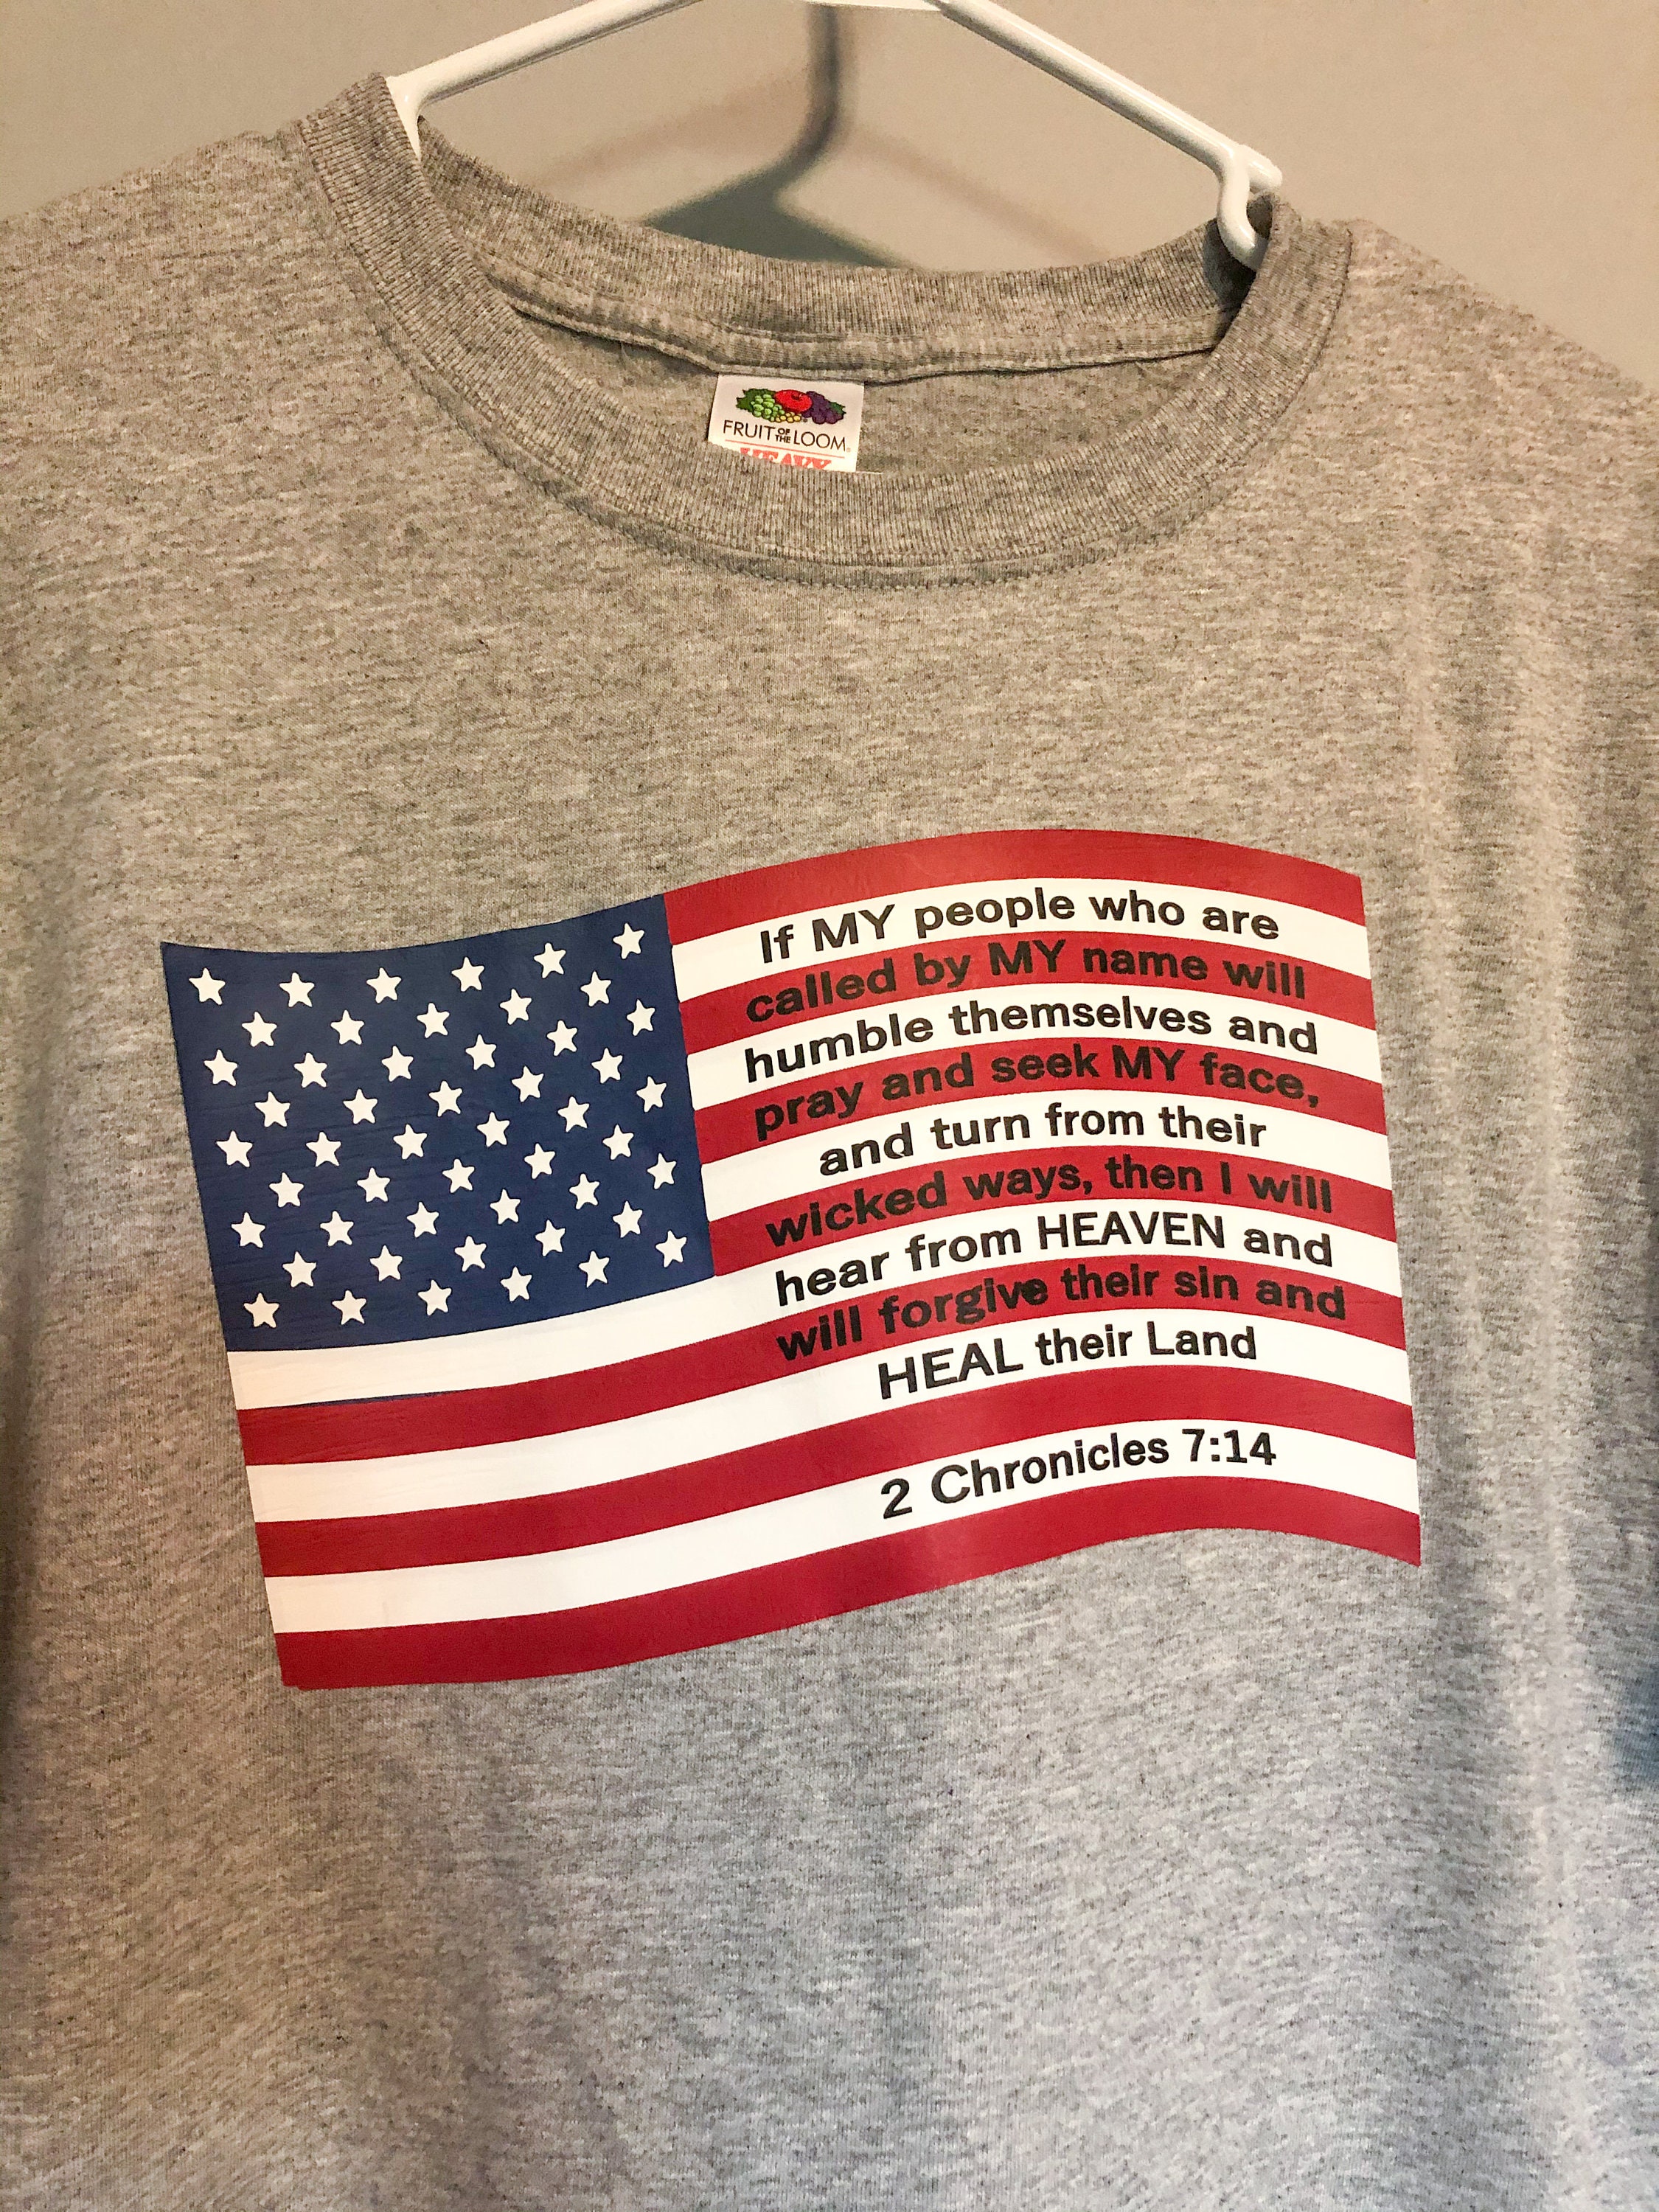 FRUIT OF THE LOOM
HEAVY
If MY people who are
called by MY name will
humble themselves and
pray and seek MY face,
and turn from their
wicked ways, then I will
hear from HEAVEN and
will forgive their sin and
HEAL their Land
2 Chronicles 7:14